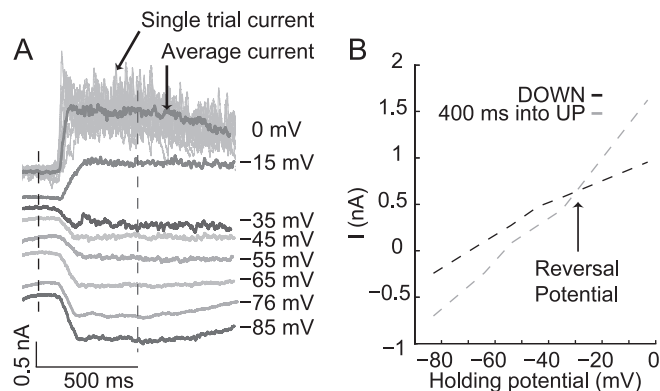 A
Single trial current
Average current
0 mV
−15 mV
−35 mV
−45 mV
−55 mV
−65 mV
−76 mV
−85 mV
0.5 nA
500 ms
B
2
1.5
1
0.5
0
−0.5
−1
I (nA)
DOWN
400 ms into UP
Reversal
Potential
−80 −60 −40 −20 0
Holding potential (mV)